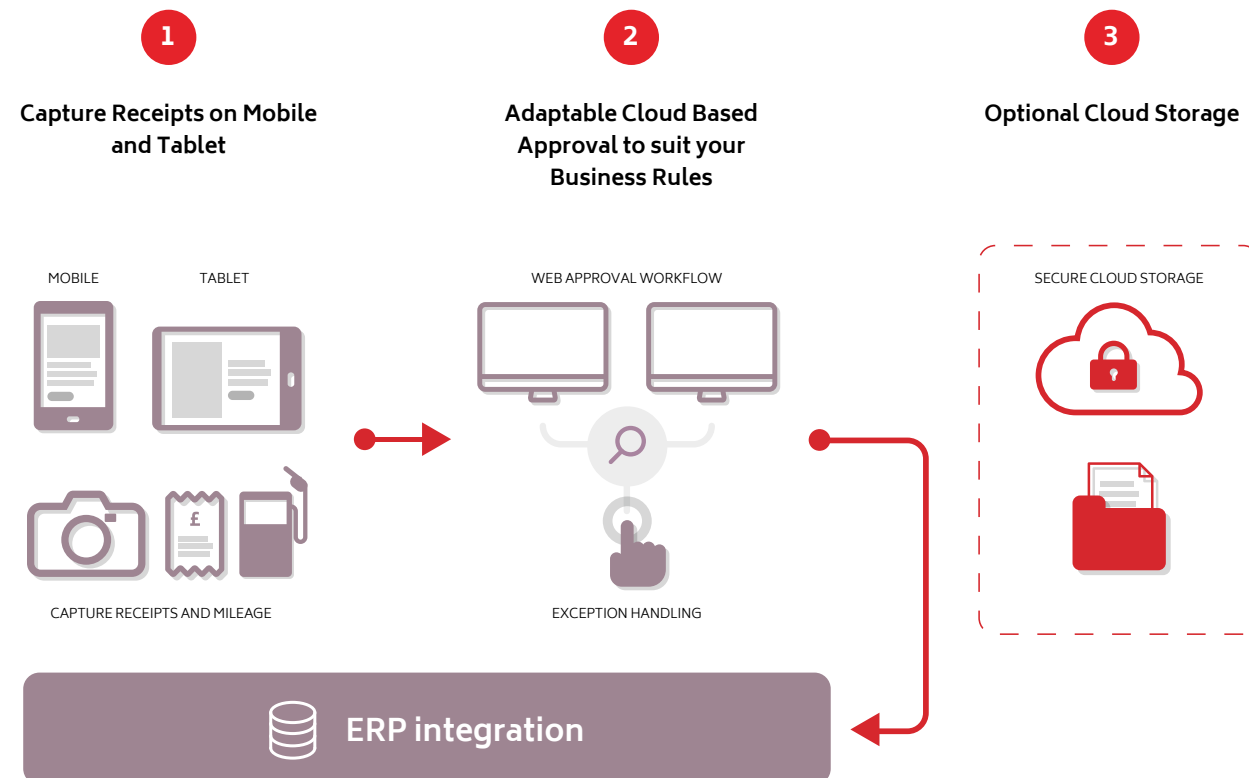 1
Capture Receipts on Mobile
and Tablet
MOBILE
TABLET
£
CAPTURE RECEIPTS AND MILEAGE
2
Adaptable Cloud Based
Approval to suit your
Business Rules
WEB APPROVAL WORKFLOW
EXCEPTION HANDLING
3
Optional Cloud Storage
SECURE CLOUD STORAGE
ERP integration